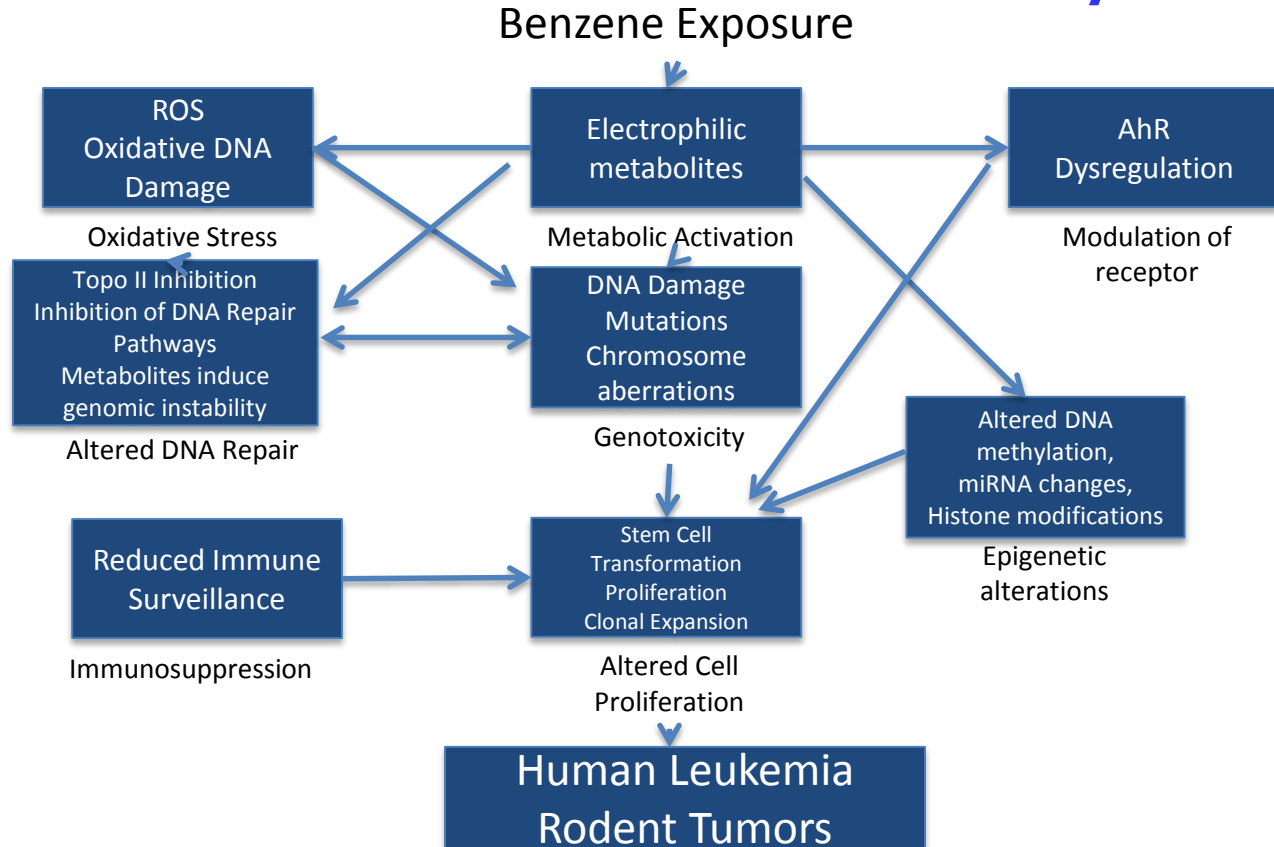 Benzene Exposure
ROS
Oxidative DNA
Damage
Oxidative Stress
Electrophilic
metabolites
Metabolic Activation
AhR
Dysregulation
Modulation of
receptor
Topo II Inhibition
Inhibition of DNA Repair
Pathways
Metabolites induce
genomic instability
Altered DNA Repair
DNA Damage
Mutations
Chromosome
aberrations
Genotoxicity
Altered DNA
methylation,
miRNA changes,
Histone modifications
Epigenetic
alterations
Reduced Immune
Surveillance
Immunosuppression
Stem Cell
Transformation
Proliferation
Clonal Expansion
Altered Cell
Proliferation
Human Leukemia
Rodent Tumors